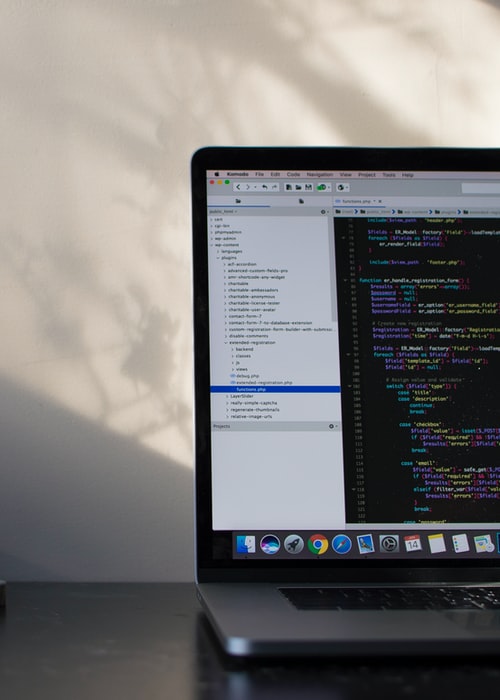 Komodo File Edit Code Navigation View Project Tools Help
functions.php
public_html
cert
cgi-bin
phpmyadmin
wp-admin
wp-content
languages
plugins
acf-accordion
advanced-custom-fields-pro
amr-shortcode-any-widget
charitable
charitable-ambassadors
charitable-anonymous
charitable-license-tester
charitable-user-avatar
contact-form-7
contact-form-7-to-database-extension
custom-registration-form-builder-with-submiss
disable-comments
extended-registration
backend
classes
js
views
debug.php
extended-registration.php
functions.php
LayerSlider
really-simple-captcha
regenerate-thumbnails
relative-image-urls
Projects
include($view_path . 'header.php'
$fields = ER_Model::factory('Field')->loadTemp
foreach ($fields as $field) {
er_render_field($field);
}
include($view_path . 'footer.php');
}
function er_handle_registration_form() {
$results = array('errors'=>array());
$password = null;
$username = null;
$usernameField = er_option('er_username_field'
$passwordField = er_option('er_password_field'
# Create new registration
$registration = ER_Model::factory('Registratio
$registration['time'] = date('Y-m-d H:i:s');
$fields = ER_Model::factory('Field')->loadTemp
foreach ($fields as $field) {
$field['template_id'] = $field['id'];
$field['id'] = null;
# Assign value and validate
switch ($field['type']) {
case 'title':
case 'description':
continue;
break;
case 'checkbox':
$field['value'] = isset($_POST[
if ($field['required'] && !$fie
$results['errors'][$field['
break;
case 'email':
$field['value'] = safe_get($_PO
if ($field['required'] && !$fie
$results['errors'][$field['
elseif (filter_var($field['valu
$results['errors'][$field['
}
break;
case 'password'
14